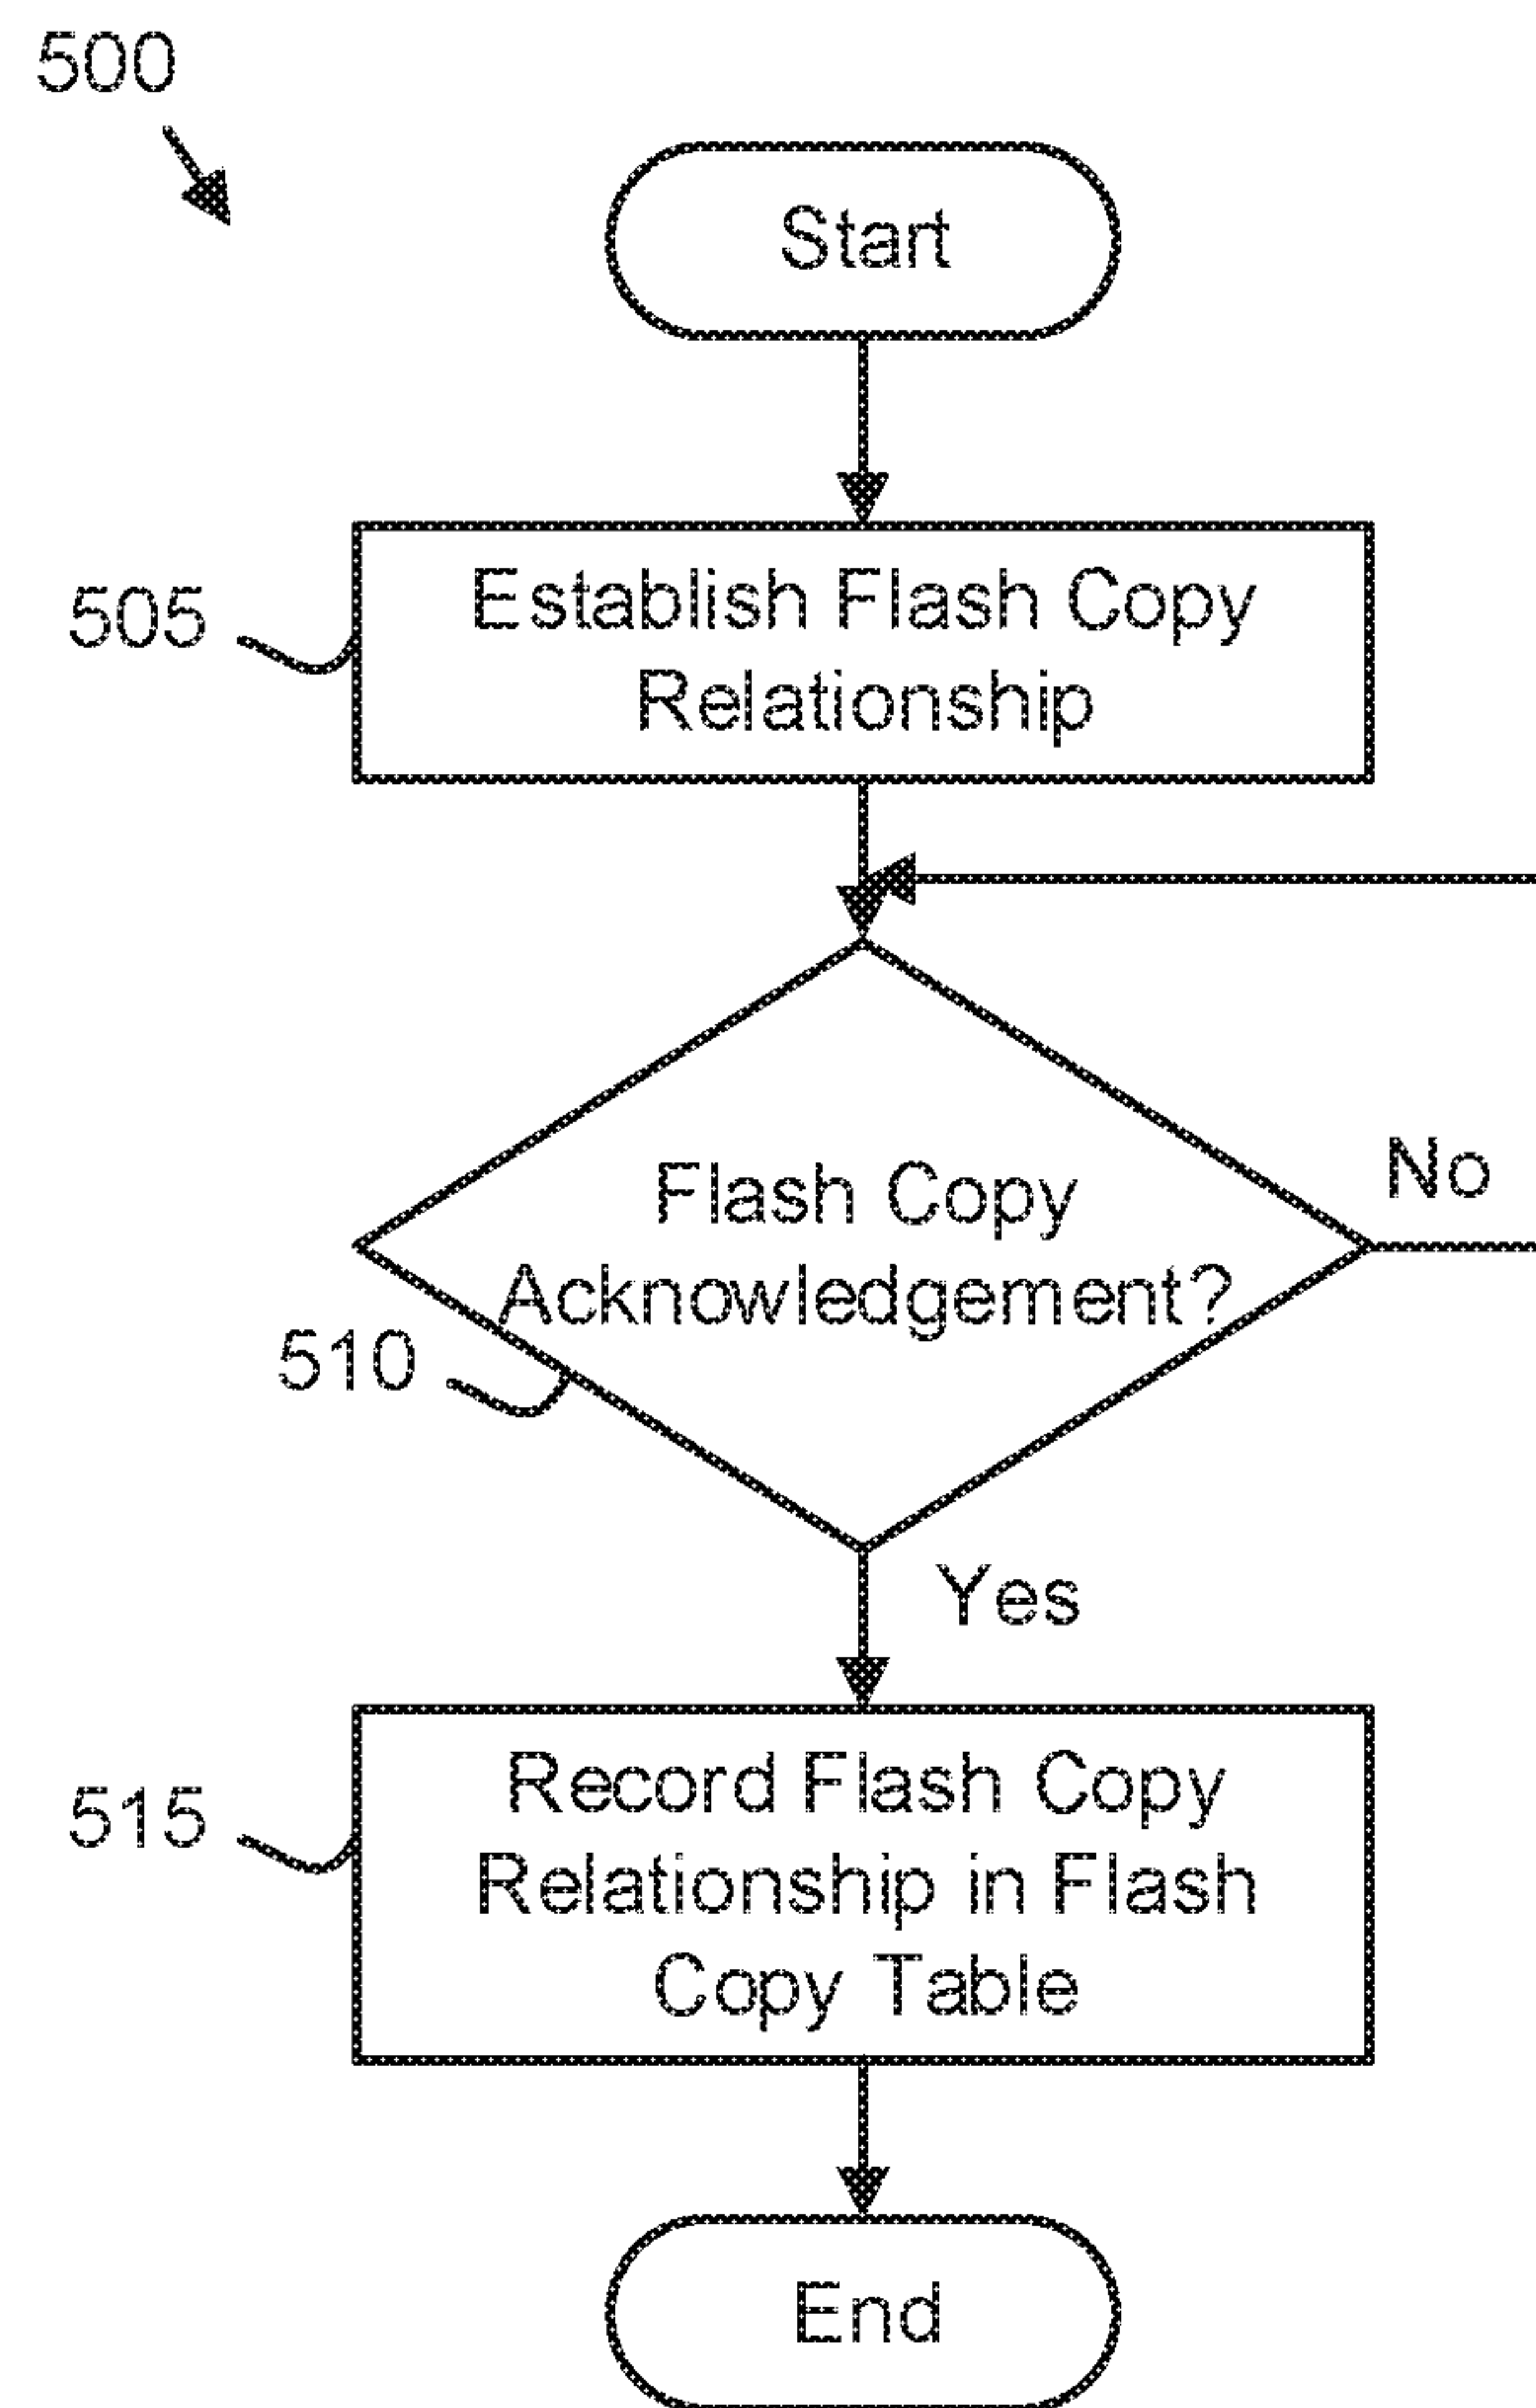 500
Start
505
Establish Flash Copy
Relationship
Flash Copy
Acknowledgement?
No
510
Yes
515
Record Flash Copy
Relationship in Flash
Copy Table
End